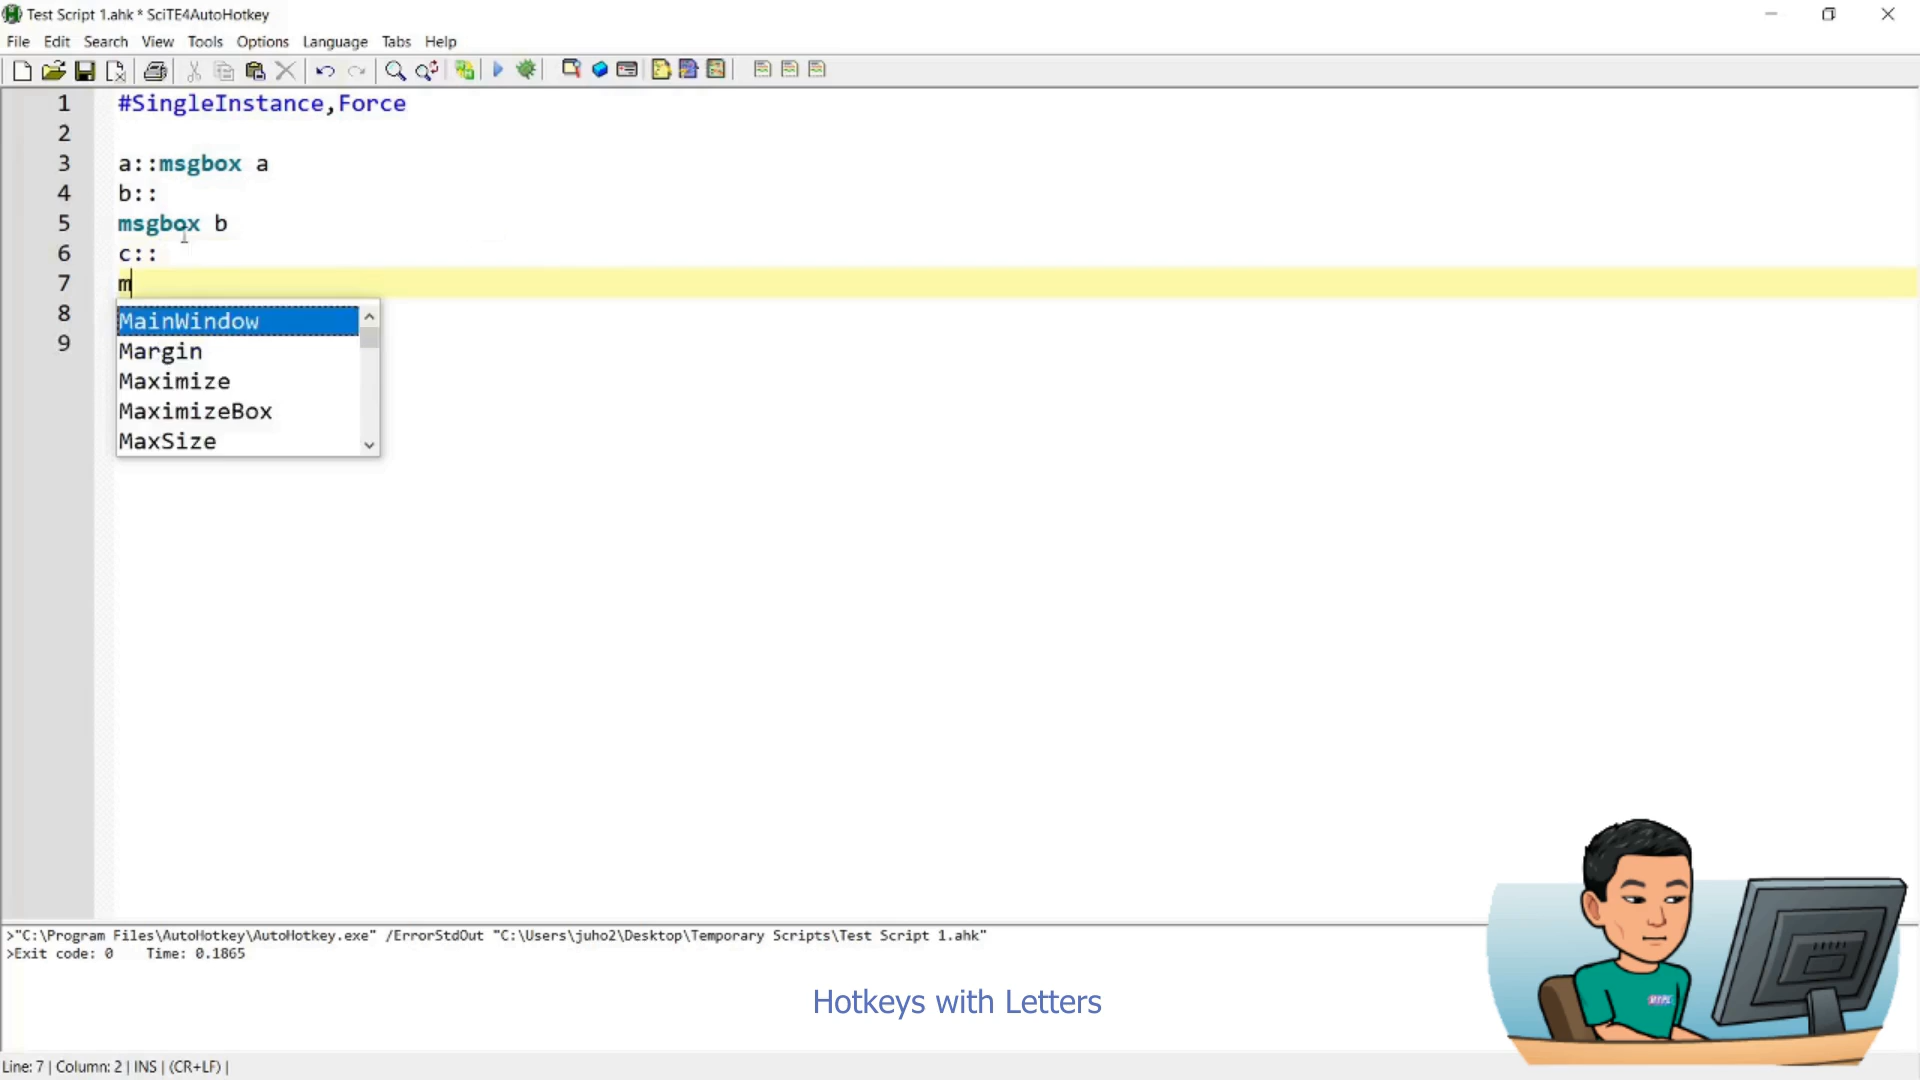 Test Script 1.ahk * SciTE4AutoHotkey
File Edit Search View Tools Options Language Tabs Help
1 #SingleInstance,Force
2
3 a::msgbox a
4 b::
5 msgbox b
6 c::
7 m
8
9
MainWindow
Margin
Maximize
MaximizeBox
MaxSize
>"C:\Program Files\AutoHotkey\AutoHotkey.exe" /ErrorStdOut "C:\Users\juho2\Desktop\Temporary Scripts\Test Script 1.ahk"
>Exit code: 0    Time: 0.1865
Hotkeys with Letters
Line: 7 | Column: 2 | INS | (CR+LF) |